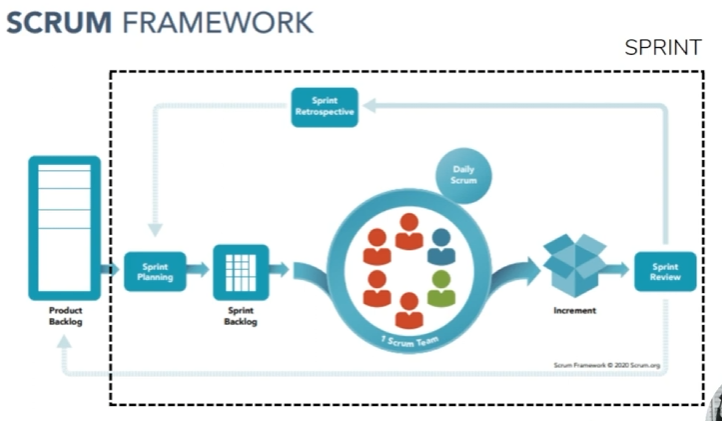 SCRUM FRAMEWORK
SPRINT
Sprint
Retrospective
Daily
Scrum
Sprint
Planning
Sprint
Review
Product
Backlog
Sprint
Backlog
Increment
1 Scrum Team
Scrum Framework © 2020 Scrum.org